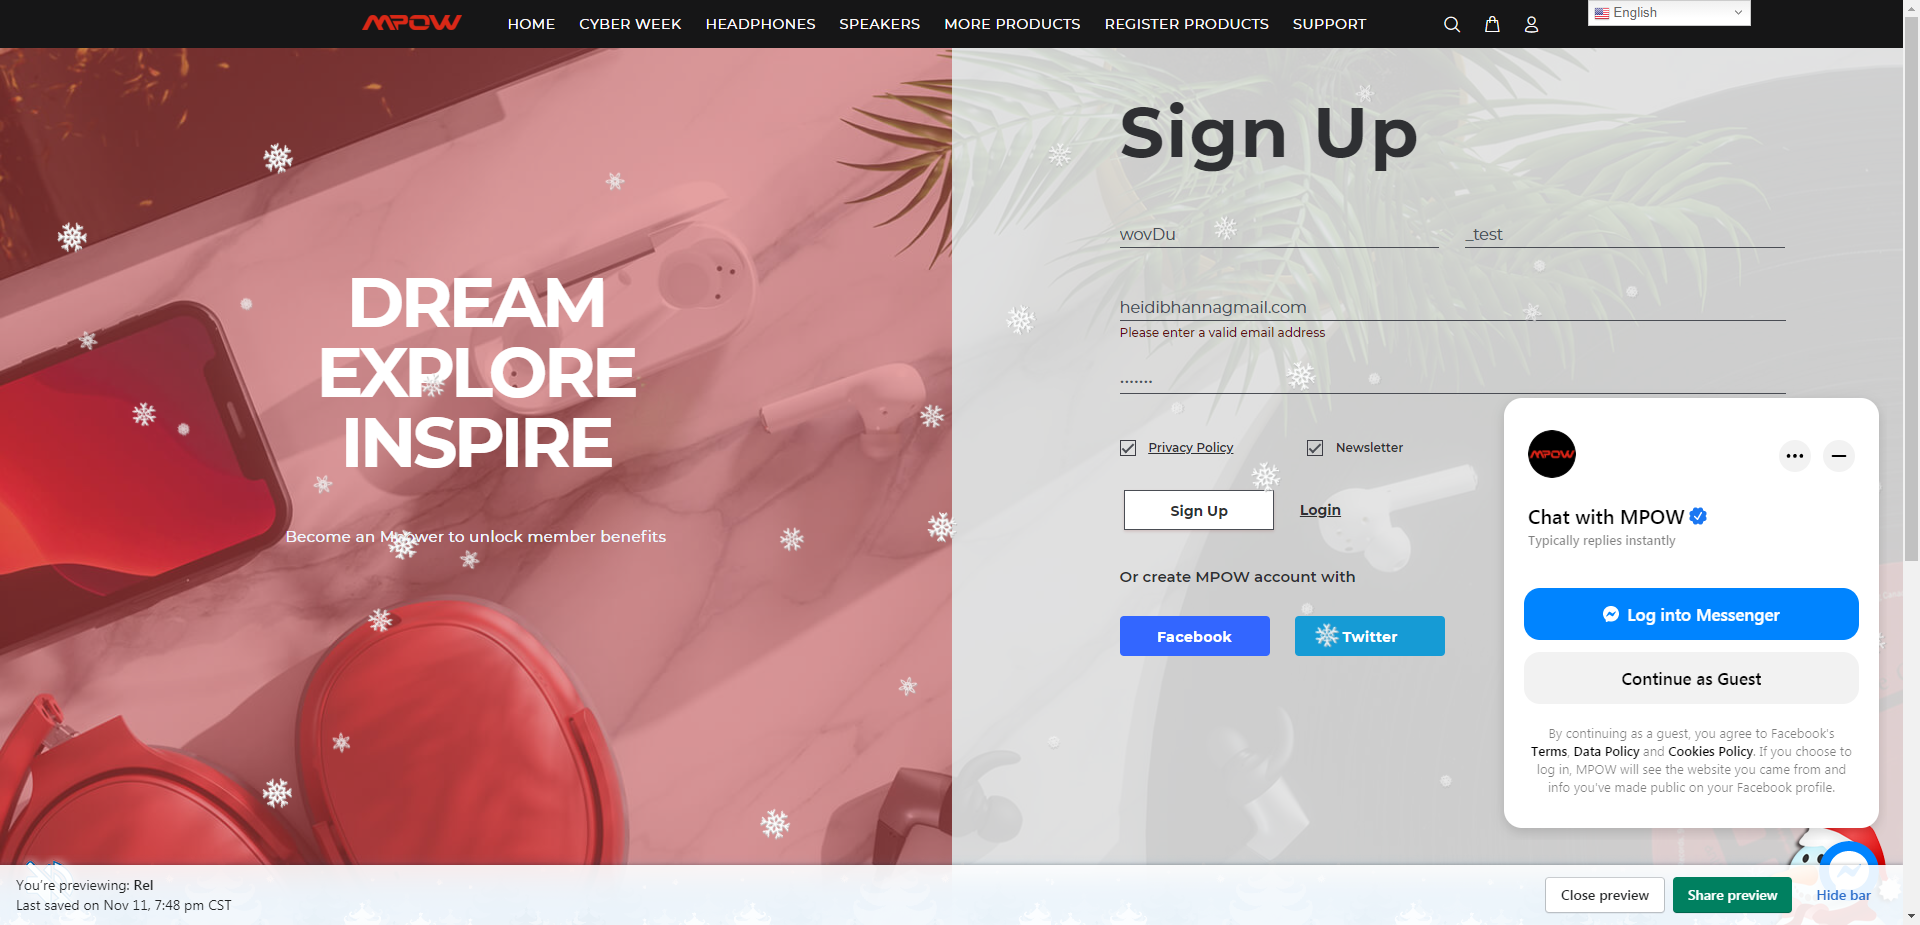 MPOW
HOME
CYBER WEEK
HEADPHONES
SPEAKERS
MORE PRODUCTS
REGISTER PRODUCTS
SUPPORT
English
DREAM
EXPLORE
INSPIRE
Become an Mpower to unlock member benefits
Sign Up
wovDu
_test
heidibhannagmail.com
Please enter a valid email address
Privacy Policy
Newsletter
Sign Up
Login
Or create MPOW account with
Facebook
Twitter
MPOW
Chat with MPOW
Typically replies instantly
Log into Messenger
Continue as Guest
By continuing as a guest, you agree to Facebook's
Terms, Data Policy and Cookies Policy. If you choose to
log in, MPOW will see the website you came from and
info you've made public on your Facebook profile.
You're previewing: Rel
Last saved on Nov 11, 7:48 pm CST
Close preview
Share preview
Hide bar